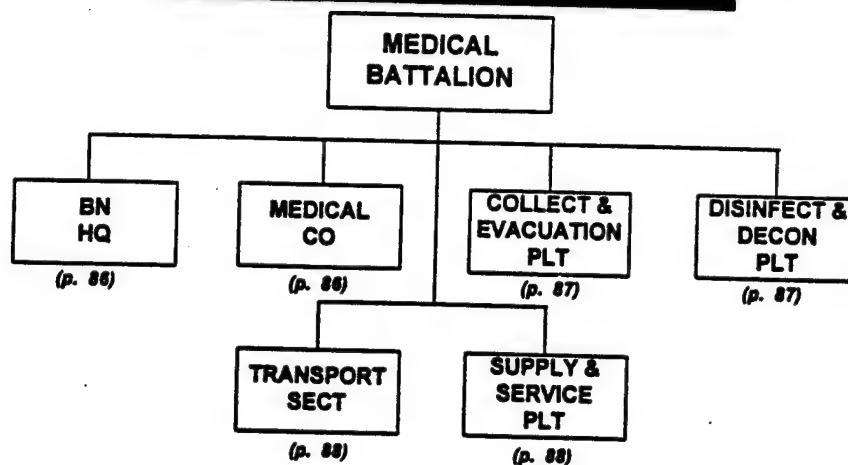 MEDICAL
BATTALION
BN
HQ
(p. 86)
MEDICAL
CO
(p. 86)
COLLECT &
EVACUATION
PLT
(p. 87)
DISINFECT &
DECON
PLT
(p. 87)
TRANSPORT
SECT
(p. 88)
SUPPLY &
SERVICE
PLT
(p. 88)